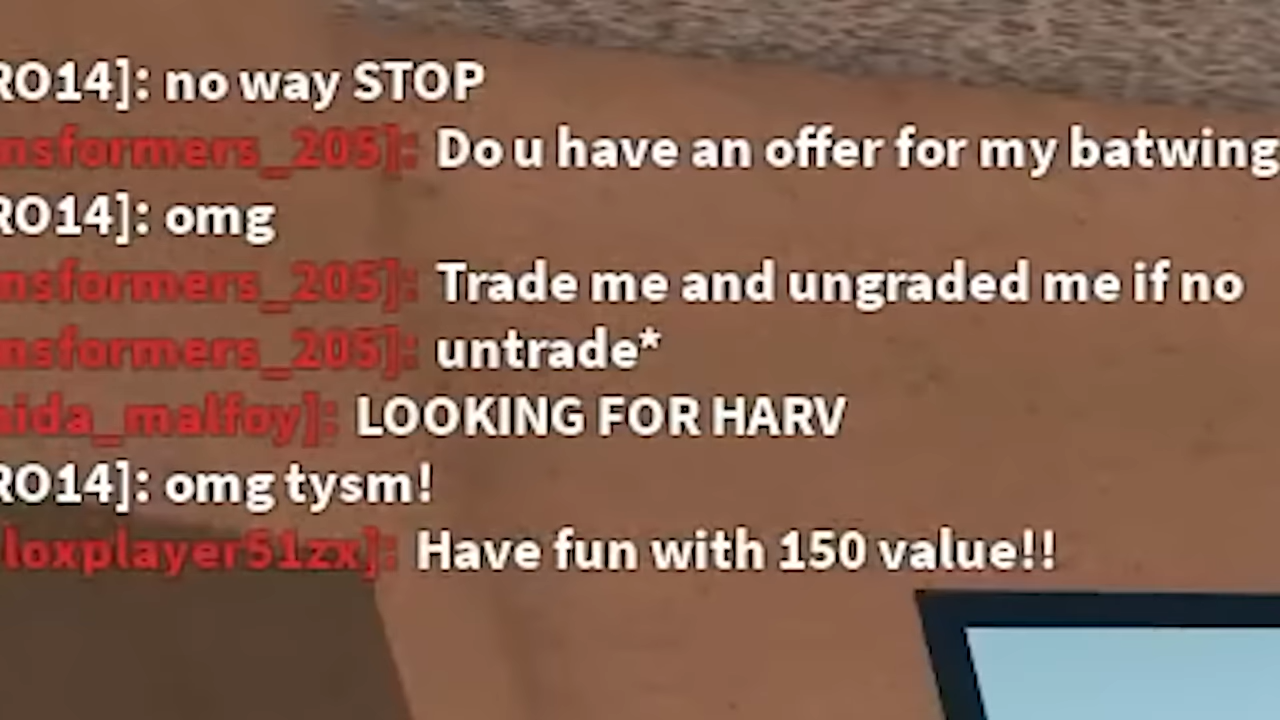 RO14]: no way STOP
nsformers_205]: Do u have an offer for my batwing
RO14]: omg
nsformers_205]: Trade me and ungraded me if no
nsformers_205]: untrade*
aida_malfoy]: LOOKING FOR HARV
RO14]: omg tysm!
loxplayer51zx]: Have fun with 150 value!!